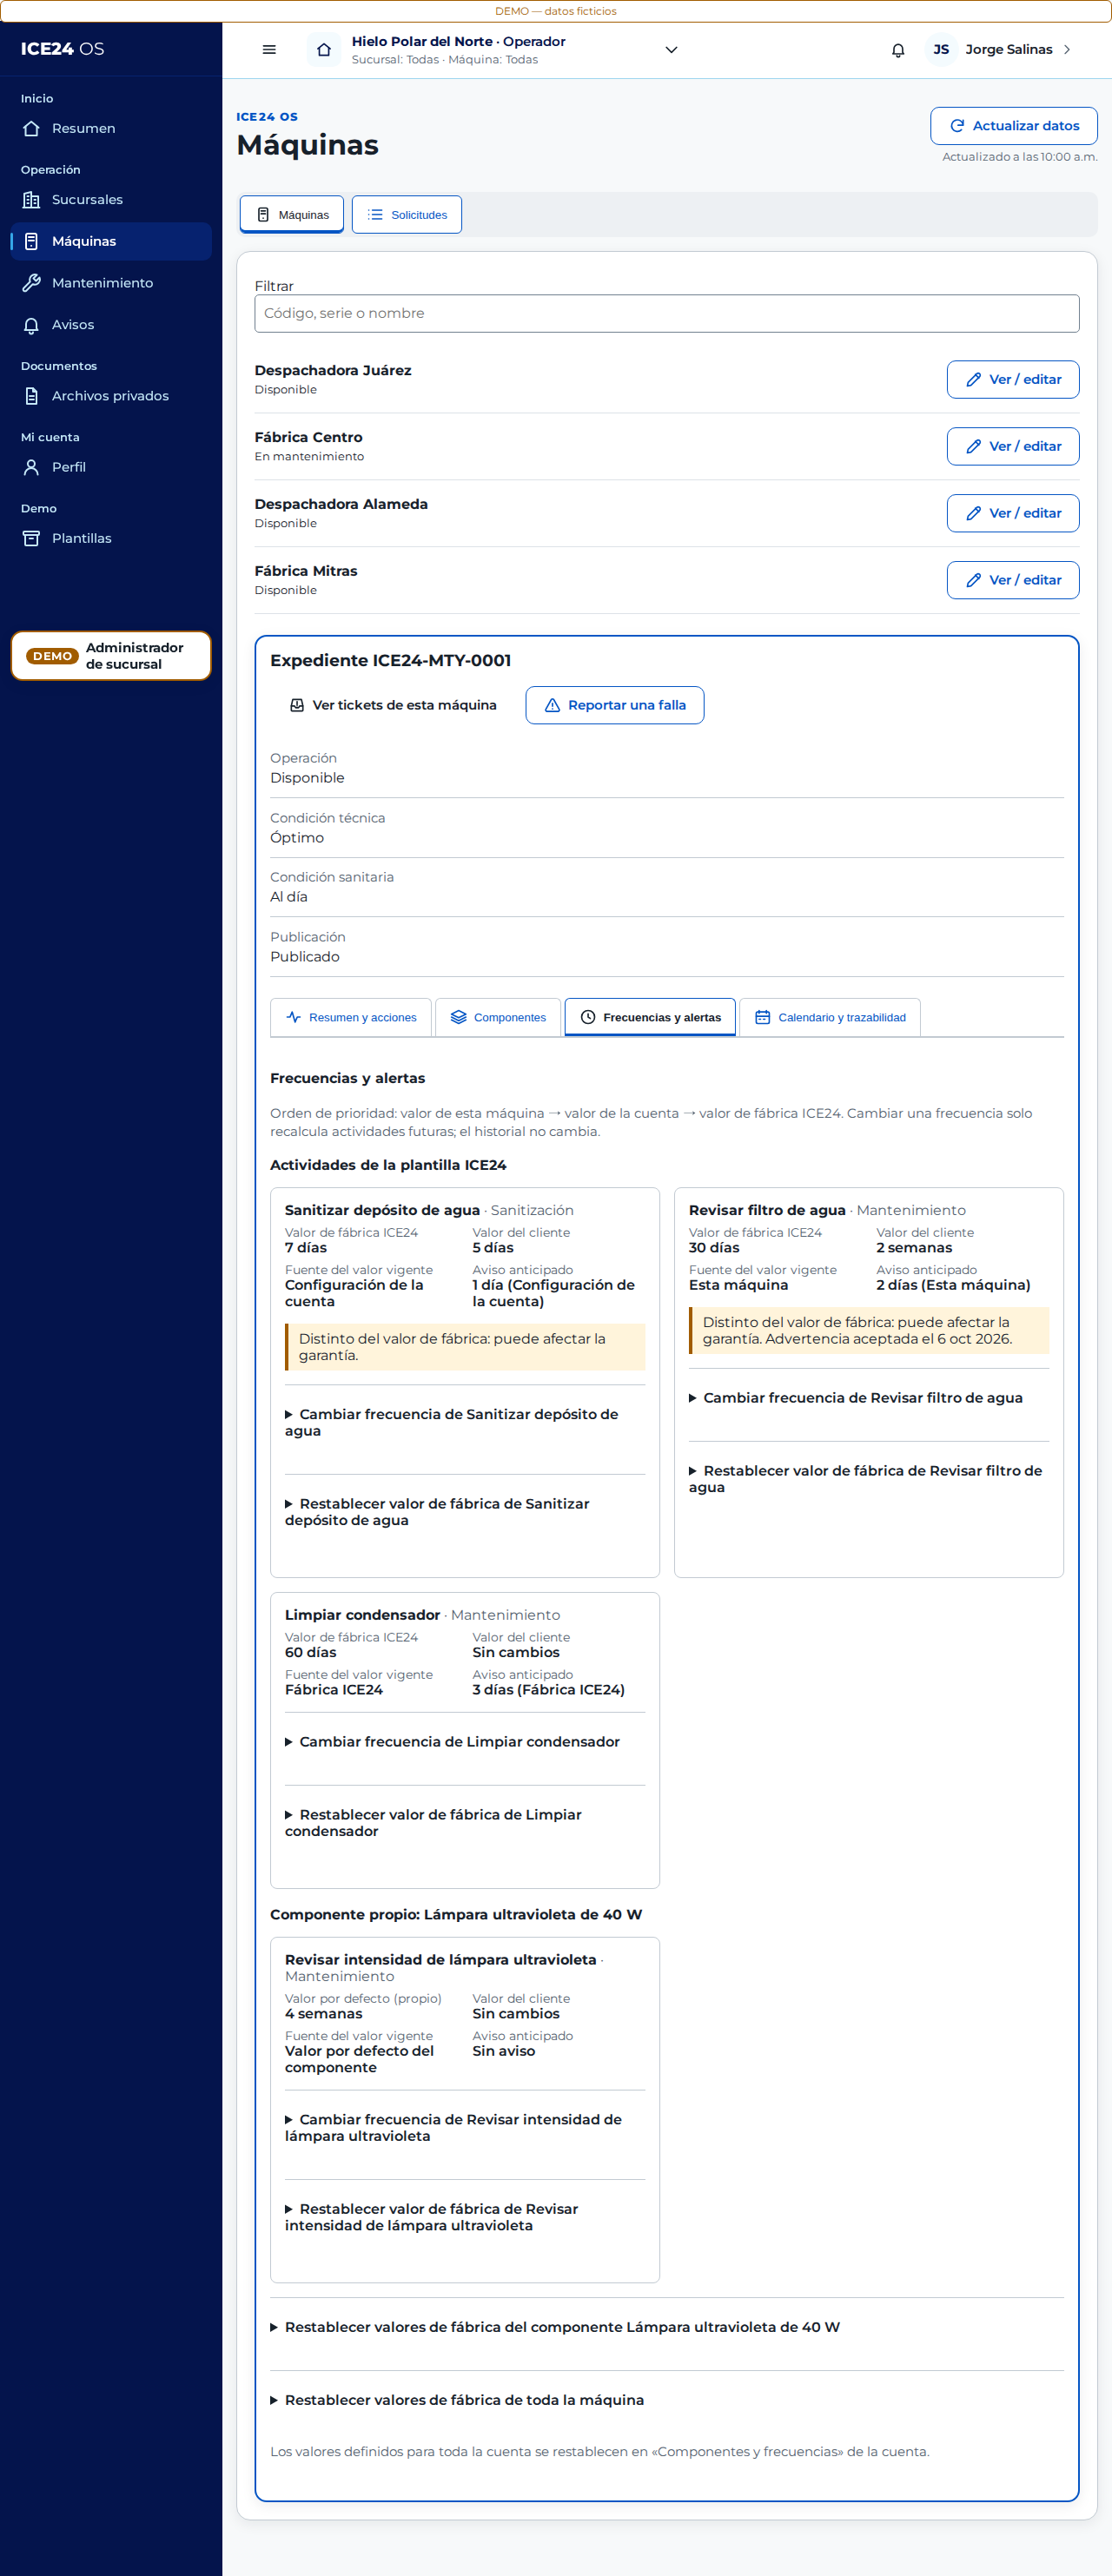 DEMO — datos ficticios
ICE24 OS
Inicio
Resumen
Operación
Sucursales
Máquinas
Mantenimiento
Avisos
Documentos
Archivos privados
Mi cuenta
Perfil
Demo
Plantillas
DEMO
Administrador
de sucursal
Hielo Polar del Norte · Operador
Sucursal: Todas · Máquina: Todas
JS
Jorge Salinas
ICE24 OS
Máquinas
Actualizar datos
Actualizado a las 10:00 a.m.
Máquinas
Solicitudes
Filtrar
Código, serie o nombre
Despachadora Juárez
Disponible
Ver / editar
Fábrica Centro
En mantenimiento
Ver / editar
Despachadora Alameda
Disponible
Ver / editar
Fábrica Mitras
Disponible
Ver / editar
Expediente ICE24-MTY-0001
Ver tickets de esta máquina
Reportar una falla
Operación
Disponible
Condición técnica
Óptimo
Condición sanitaria
Al día
Publicación
Publicado
Resumen y acciones
Componentes
Frecuencias y alertas
Calendario y trazabilidad
Frecuencias y alertas
Orden de prioridad: valor de esta máquina → valor de la cuenta → valor de fábrica ICE24. Cambiar una frecuencia solo
recalcula actividades futuras; el historial no cambia.
Actividades de la plantilla ICE24
Sanitizar depósito de agua · Sanitización
Valor de fábrica ICE24
7 días
Valor del cliente
5 días
Fuente del valor vigente
Configuración de la
cuenta
Aviso anticipado
1 día (Configuración de
la cuenta)
Distinto del valor de fábrica: puede afectar la
garantía.
Cambiar frecuencia de Sanitizar depósito de
agua
Restablecer valor de fábrica de Sanitizar
depósito de agua
Revisar filtro de agua · Mantenimiento
Valor de fábrica ICE24
30 días
Valor del cliente
2 semanas
Fuente del valor vigente
Esta máquina
Aviso anticipado
2 días (Esta máquina)
Distinto del valor de fábrica: puede afectar la
garantía. Advertencia aceptada el 6 oct 2026.
Cambiar frecuencia de Revisar filtro de agua
Restablecer valor de fábrica de Revisar filtro de
agua
Limpiar condensador · Mantenimiento
Valor de fábrica ICE24
60 días
Valor del cliente
Sin cambios
Fuente del valor vigente
Fábrica ICE24
Aviso anticipado
3 días (Fábrica ICE24)
Cambiar frecuencia de Limpiar condensador
Restablecer valor de fábrica de Limpiar
condensador
Componente propio: Lámpara ultravioleta de 40 W
Revisar intensidad de lámpara ultravioleta ·
Mantenimiento
Valor por defecto (propio)
4 semanas
Valor del cliente
Sin cambios
Fuente del valor vigente
Valor por defecto del
componente
Aviso anticipado
Sin aviso
Cambiar frecuencia de Revisar intensidad de
lámpara ultravioleta
Restablecer valor de fábrica de Revisar
intensidad de lámpara ultravioleta
Restablecer valores de fábrica del componente Lámpara ultravioleta de 40 W
Restablecer valores de fábrica de toda la máquina
Los valores definidos para toda la cuenta se restablecen en «Componentes y frecuencias» de la cuenta.